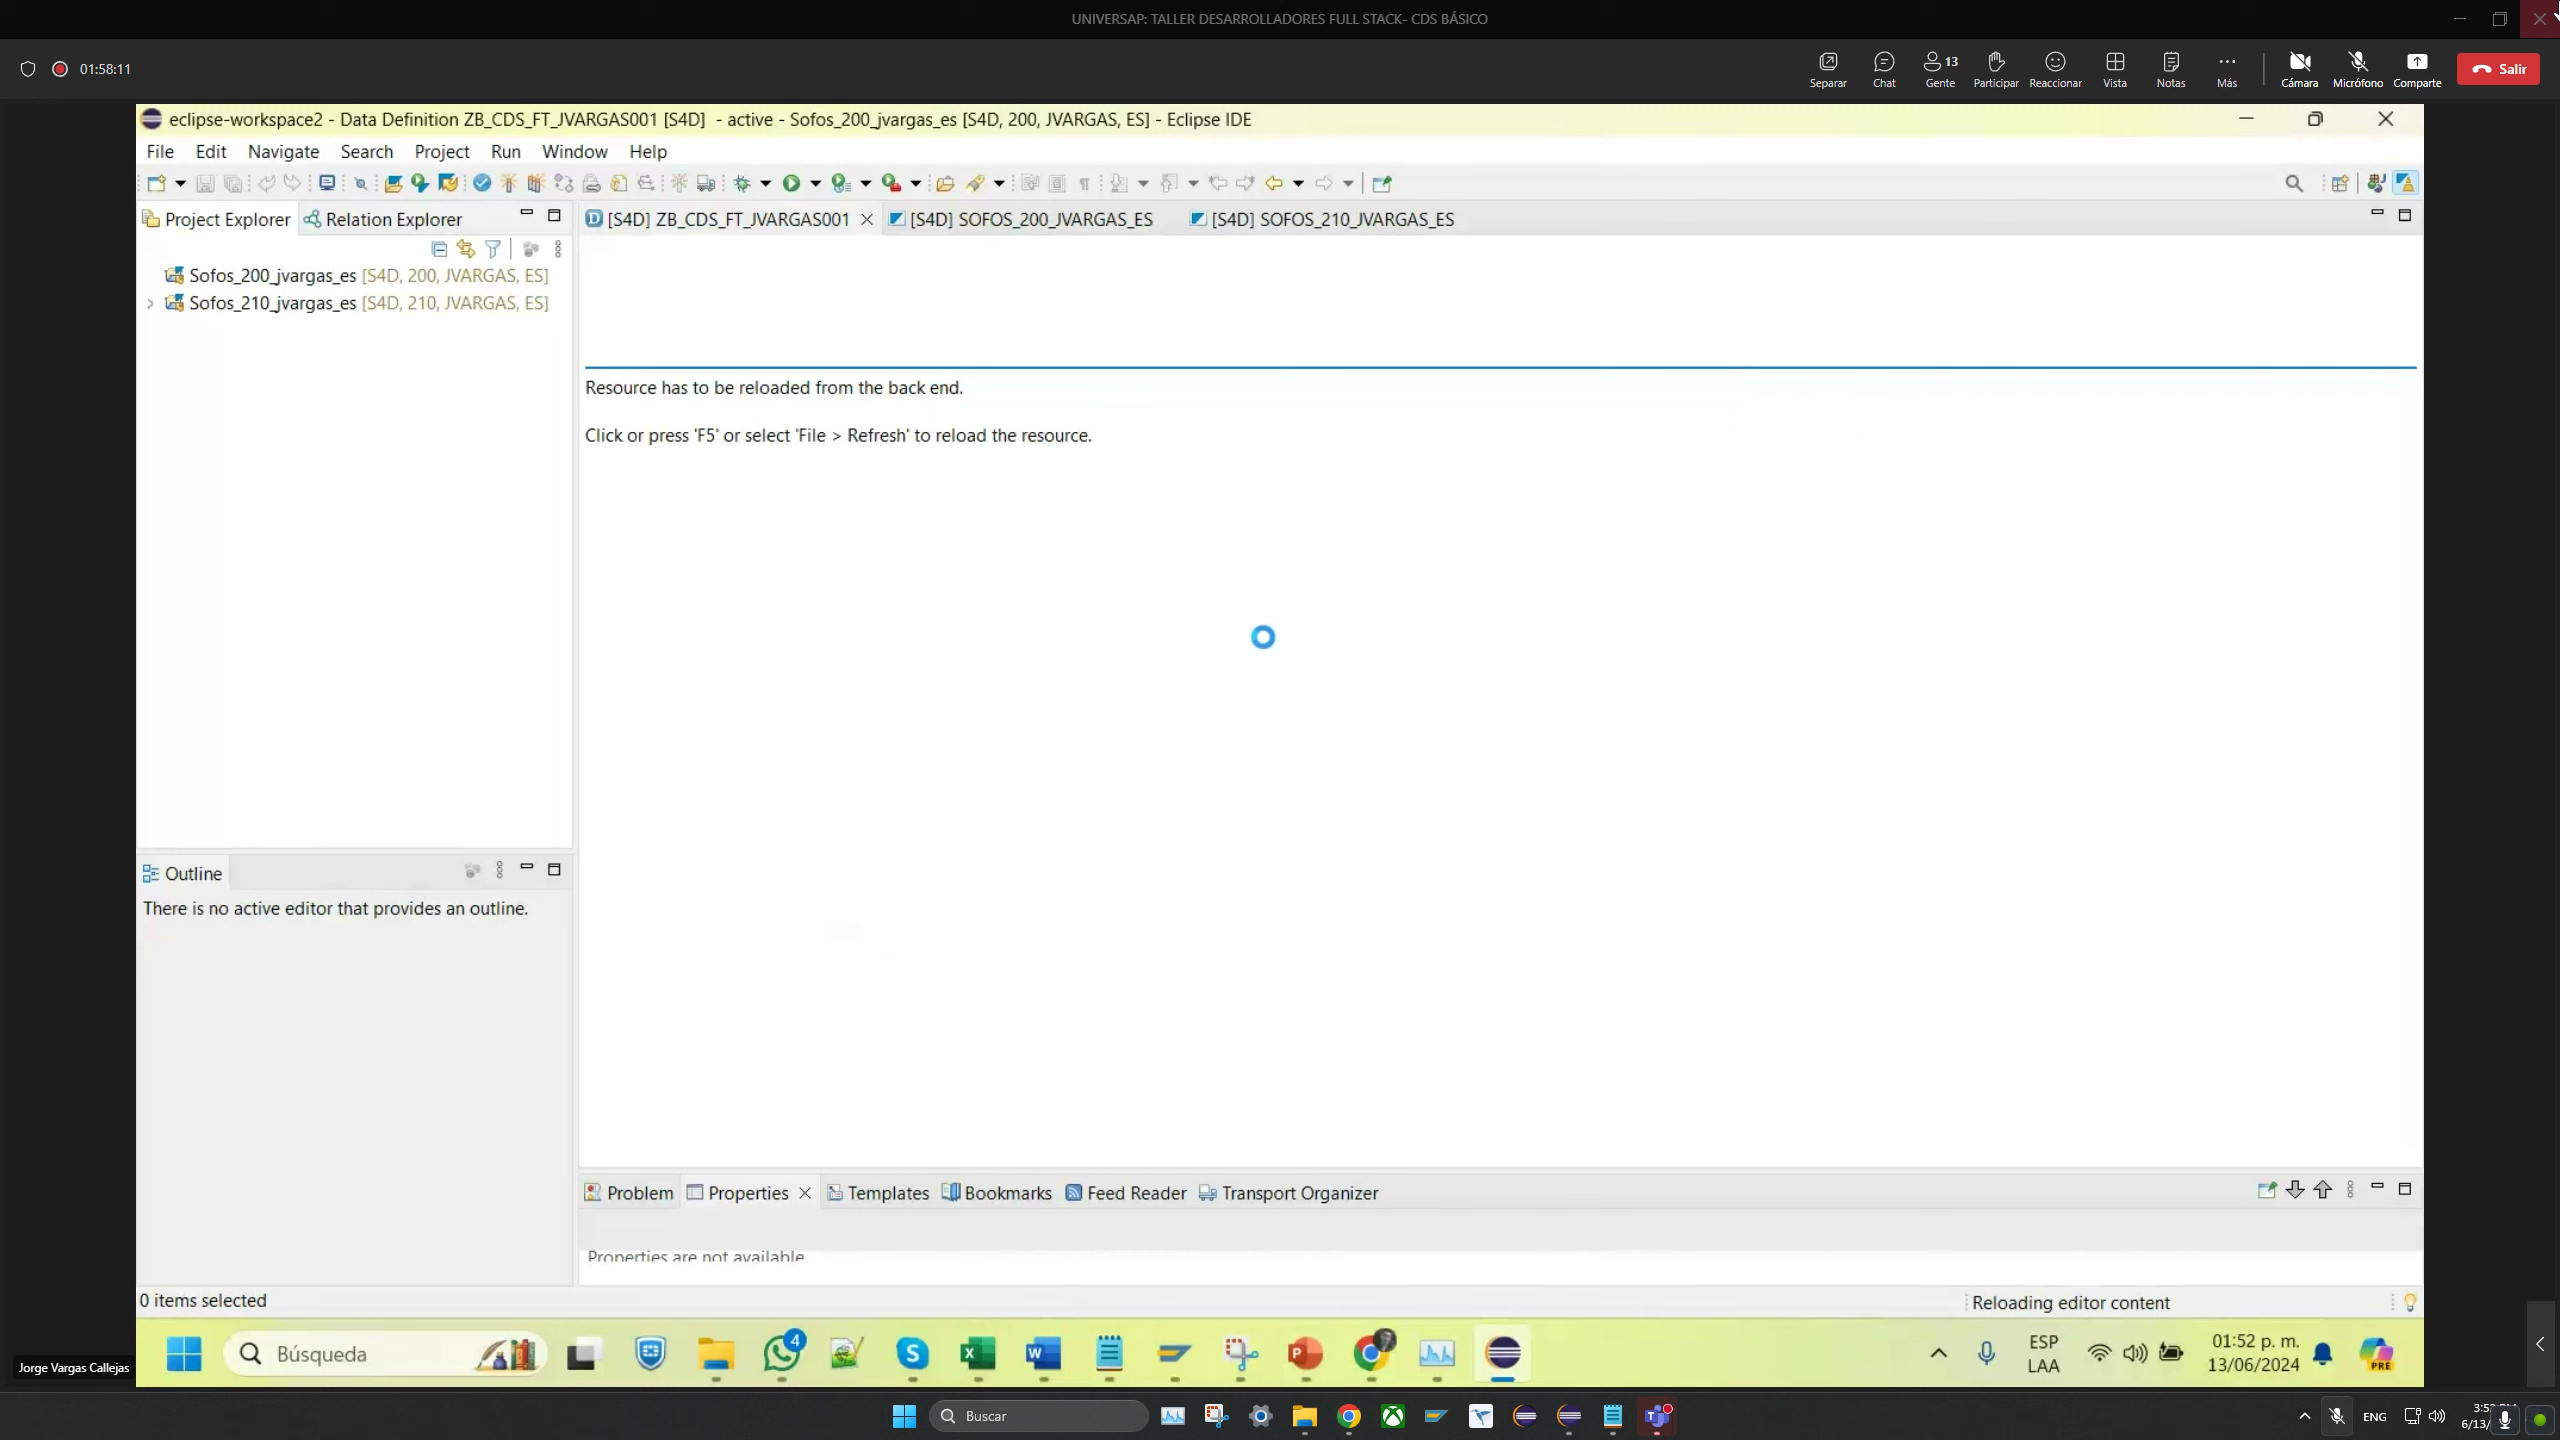 UNIVERSAP: TALLER DESARROLLADORES FULL STACK- CDS BÁSICO
01:58:11
Separar
Chat
13
Gente
Participar
Reaccionar
Vista
Notas
Más
Cámara
Micrófono
Comparte
Salir
eclipse-workspace2 - Data Definition ZB_CDS_FT_JVARGAS001 [S4D]  - active - Sofos_200_jvargas_es [S4D, 200, JVARGAS, ES] - Eclipse IDE
File Edit Navigate Search Project Run Window Help
Project Explorer
Relation Explorer
[S4D] ZB_CDS_FT_JVARGAS001
[S4D] SOFOS_200_JVARGAS_ES
[S4D] SOFOS_210_JVARGAS_ES
Sofos_200_jvargas_es [S4D, 200, JVARGAS, ES]
Sofos_210_jvargas_es [S4D, 210, JVARGAS, ES]
Resource has to be reloaded from the back end.
Click or press 'F5' or select 'File > Refresh' to reload the resource.
Outline
There is no active editor that provides an outline.
Problem
Properties
Templates
Bookmarks
Feed Reader
Transport Organizer
Properties are not available
0 items selected
Reloading editor content
Búsqueda
4
ESP
LAA
01:52 p. m.
13/06/2024
PRE
Jorge Vargas Callejas
Buscar
ENG